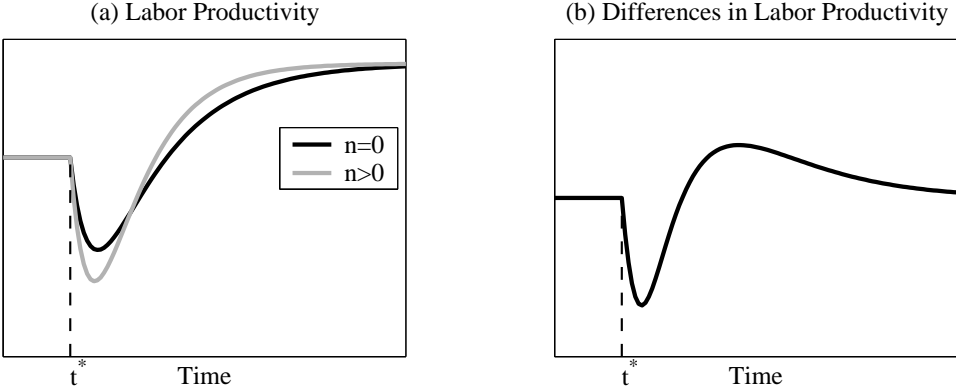 (a) Labor Productivity
n=0
n>0
t*
Time
(b) Differences in Labor Productivity
t*
Time